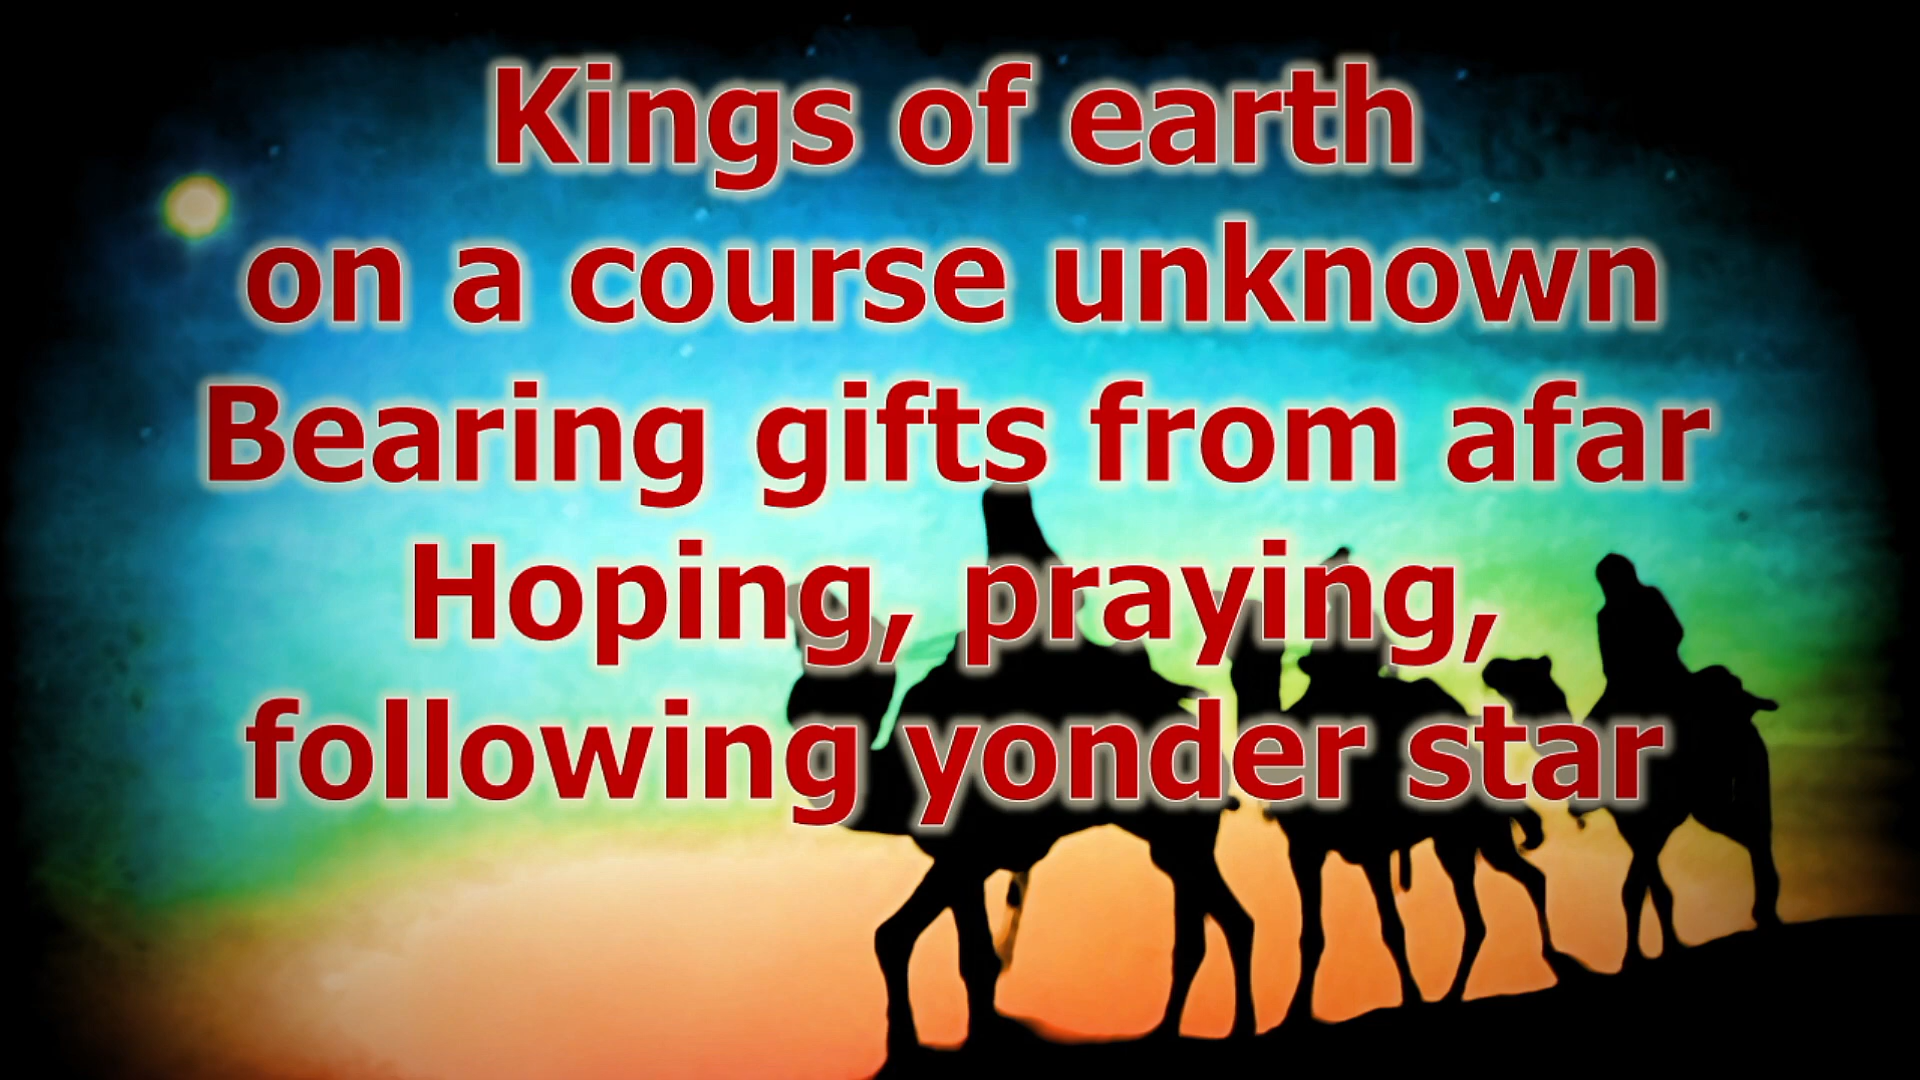 Kings of earth
on a course unknown
Bearing gifts from afar
Hoping, praying,
following yonder star